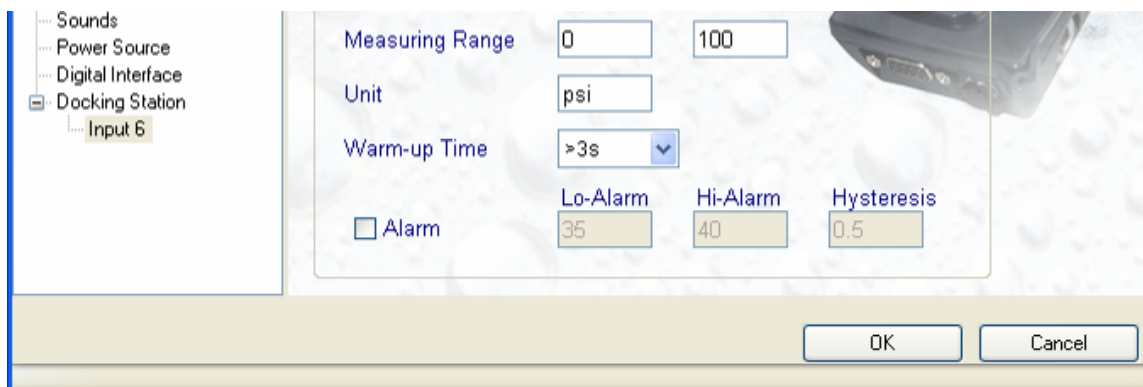 Sounds
Power Source
Digital Interface
Docking Station
Input 6
Measuring Range 0 100
Unit psi
Warm-up Time >3s
Lo-Alarm Hi-Alarm Hysteresis
Alarm 35 40 0.5
OK Cancel